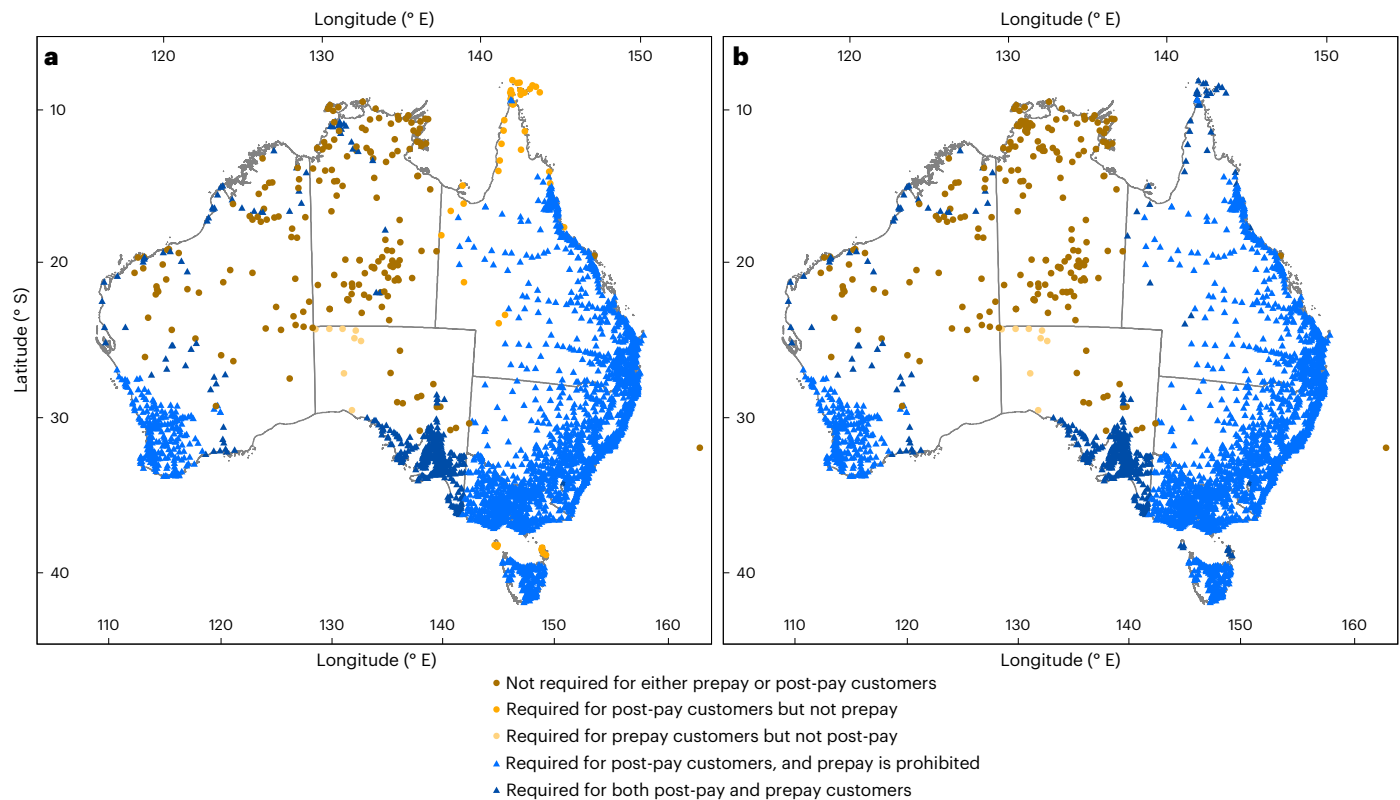 Longitude (° E) Longitude (° E)
a b
120 130 140 150 120 130 140 150
10 10
20 20
Latitude (° S)
30 30
40 40
110 120 130 140 150 160 110 120 130 140 150 160
Longitude (° E) Longitude (° E)
Not required for either prepay or post-pay customers
Required for post-pay customers but not prepay
Required for prepay customers but not post-pay
Required for post-pay customers, and prepay is prohibited
Required for both post-pay and prepay customers